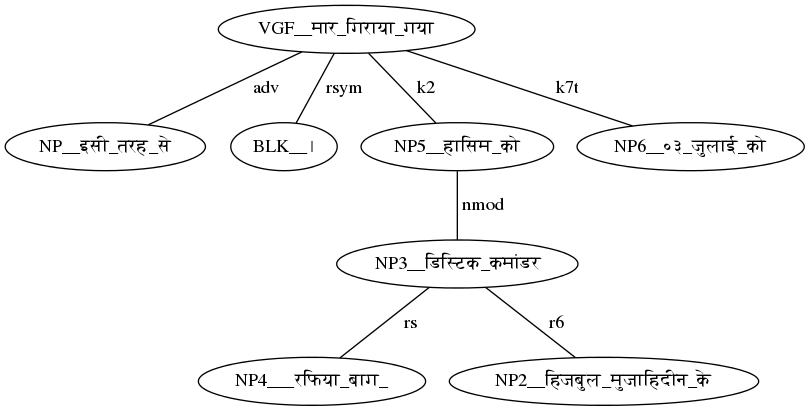 VGF__मार_गिराया_गया
adv
rsym
k2
k7t
NP__इसी_तरह_से
BLK__।
NP5__हासिम_को
NP6__०३_जुलाई_को
nmod
NP3__डिस्टिक_कमांडर
rs
r6
NP4___रफिया_बाग_
NP2__हिजबुल_मुजाहिदीन_के